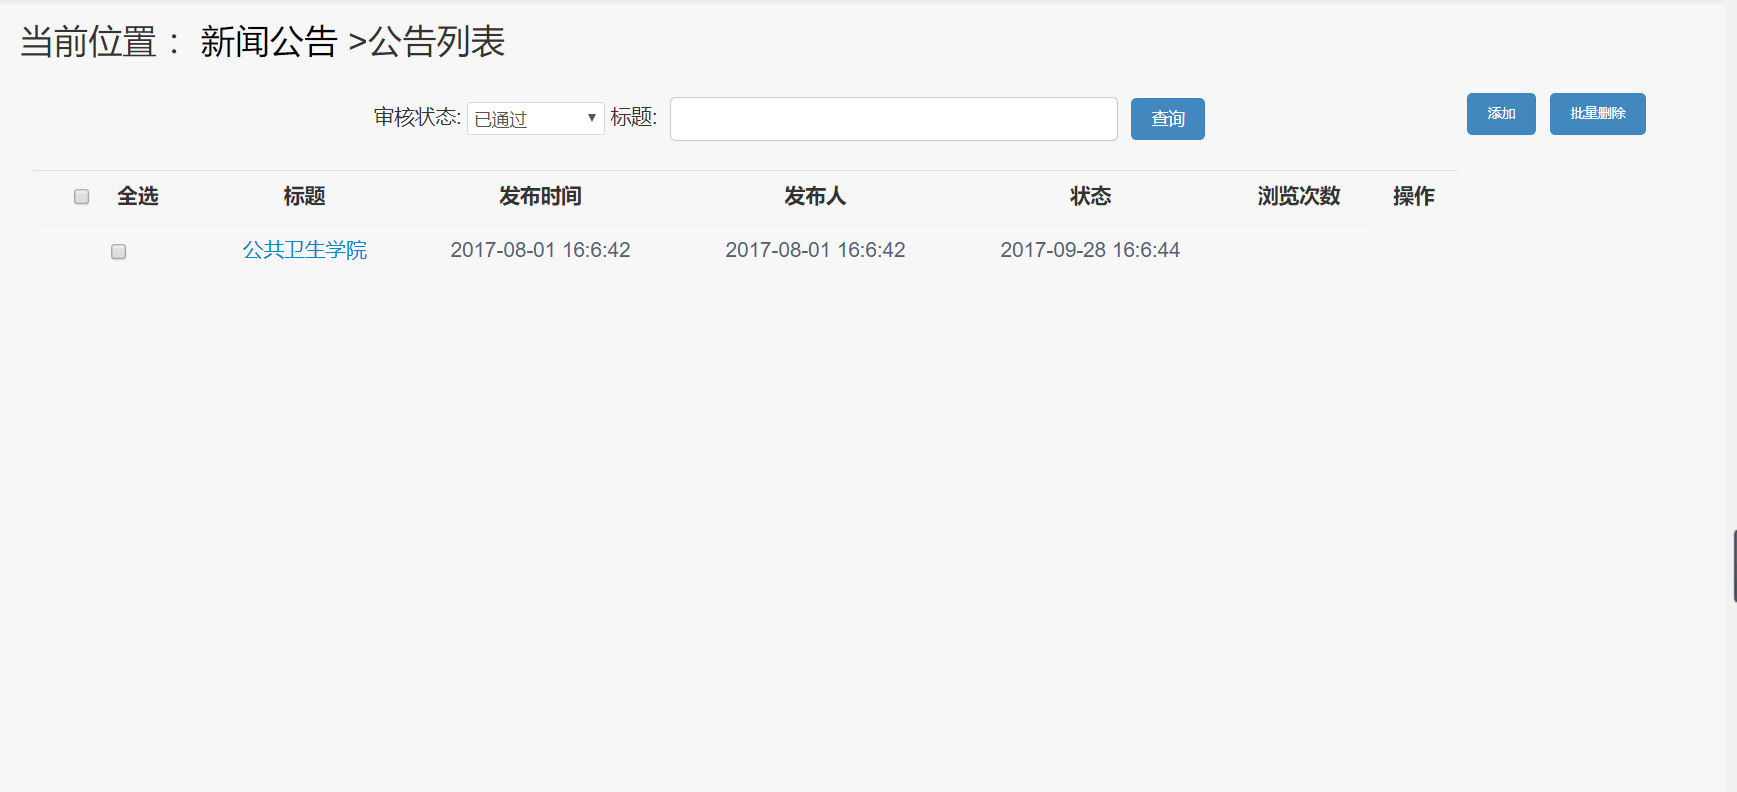 当前位置 ： 新闻公告 >公告列表
审核状态: 已通过 标题: 查询 添加 批量删除
全选 标题 发布时间 发布人 状态 浏览次数 操作
公共卫生学院 2017-08-01 16:6:42 2017-08-01 16:6:42 2017-09-28 16:6:44